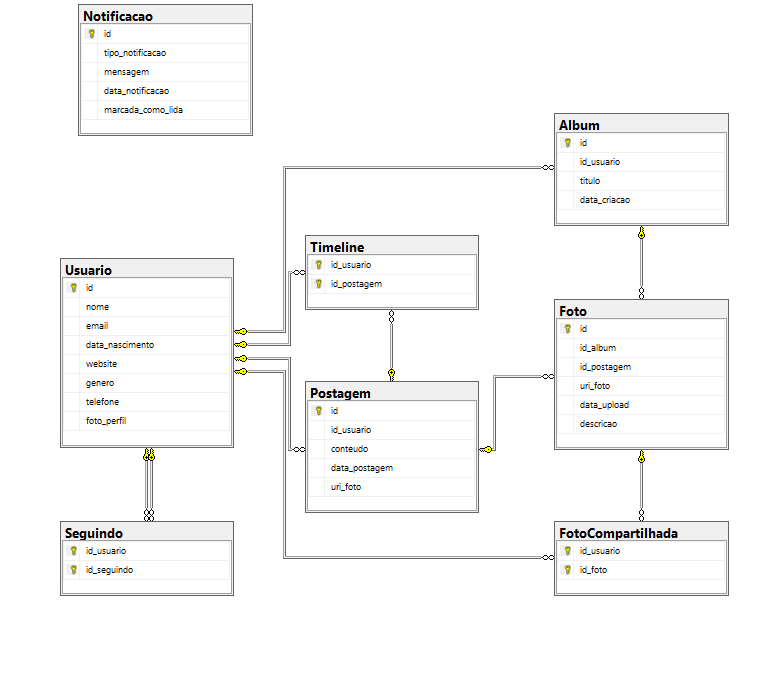 Notificacao
id
tipo_notificacao
mensagem
data_notificacao
marcada_como_lida
Album
id
id_usuario
titulo
data_criacao
Timeline
id_usuario
id_postagem
Usuario
id
nome
email
data_nascimento
website
genero
telefone
foto_perfil
Foto
id
id_album
id_postagem
uri_foto
data_upload
descricao
Postagem
id
id_usuario
conteudo
data_postagem
uri_foto
Seguindo
id_usuario
id_seguindo
FotoCompartilhada
id_usuario
id_foto